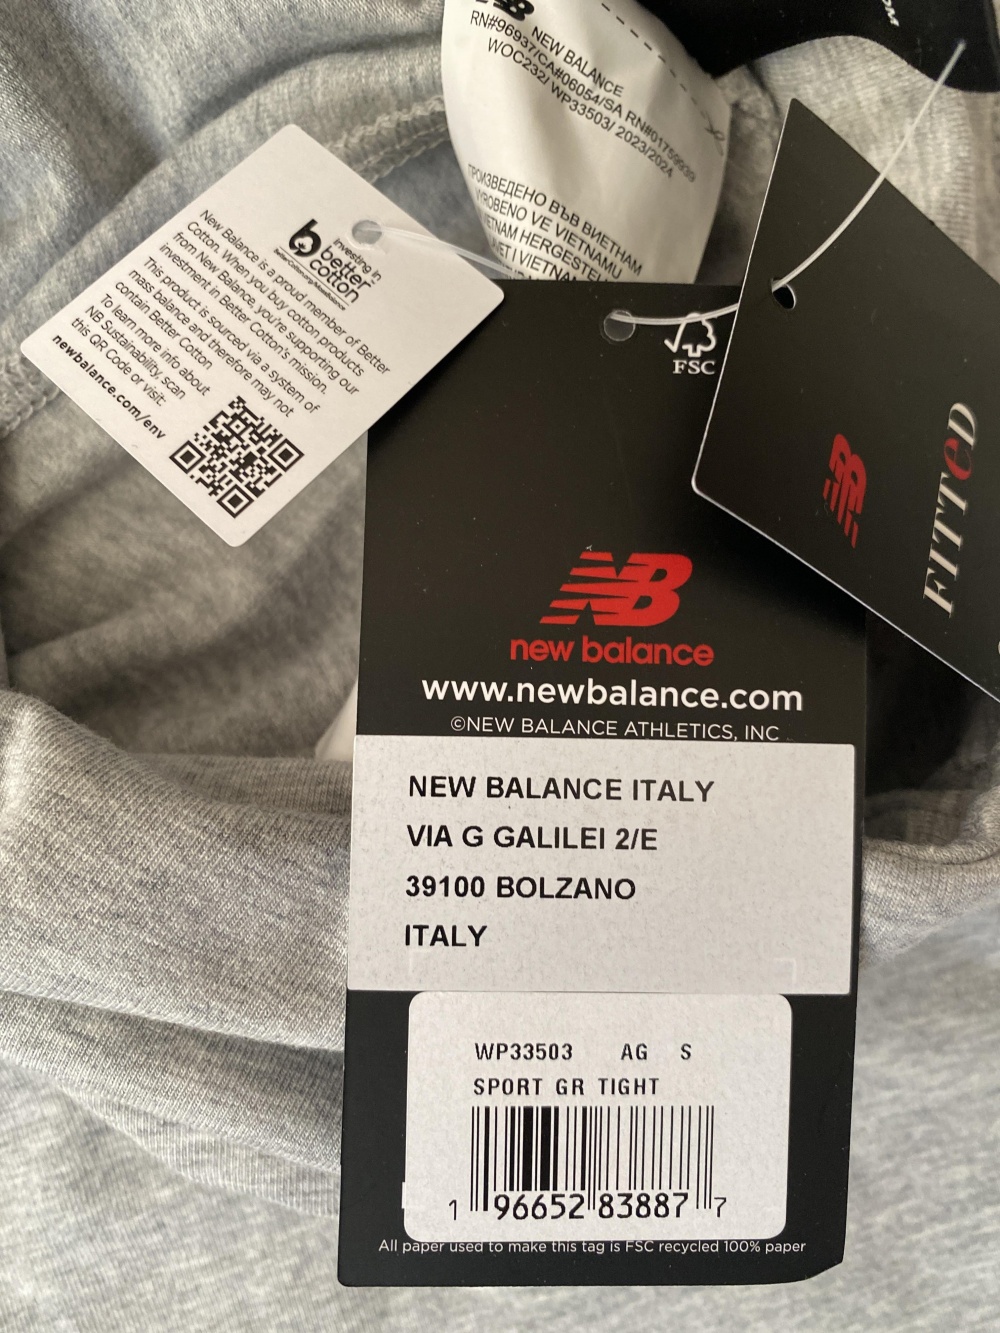 NB NEW BALANCE
RN#96937/CA#06054/SA RN#01759639
WOC232/ WP33503/ 2023/2024
ПРОИЗВЕДЕНО ВЪВ ВИЕТНАМ
VYROBENO VE VIETNAMU
VIETNAM HERGESTELLT
I VIETNAM
investing in
better
cotton
New Balance is a proud member of Better
Cotton. When you buy cotton products
from New Balance, you're supporting our
investment in Better Cotton's mission.
This product is sourced via a system of
mass balance and therefore may not
contain Better Cotton
To learn more info about
NB Sustainability, scan
this QR Code or visit:
newbalance.com/env
FSC
NB
FITTeD
NB
new balance
www.newbalance.com
©NEW BALANCE ATHLETICS, INC
NEW BALANCE ITALY
VIA G GALILEI 2/E
39100 BOLZANO
ITALY
WP33503 AG S
SPORT GR TIGHT
1 96652 83887 7
All paper used to make this tag is FSC recycled 100% paper